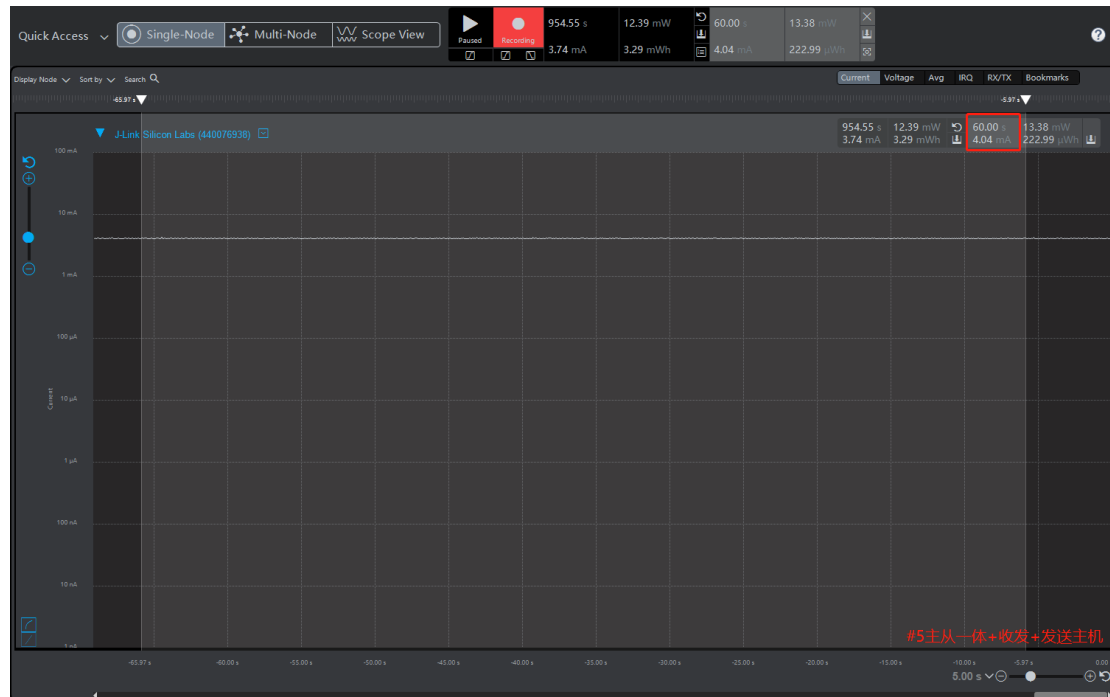 Quick Access Single-Node Multi-Node Scope View
Paused Recording
954.55 s 12.39 mW 60.00 s 13.38 mW
3.74 mA 3.29 mWh 4.04 mA 222.99 µWh
?
Display Node Sort by Search
Current Voltage Avg IRQ RX/TX Bookmarks
-65.97 s -5.97 s
J-Link Silicon Labs (440076938)
954.55 s 12.39 mW 60.00 s 13.38 mW
3.74 mA 3.29 mWh 4.04 mA 222.99 µWh
100 mA
10 mA
1 mA
100 µA
10 µA
Current
1 µA
100 nA
10 nA
1 nA
#5主从一体+收发+发送主机
-65.97 s -60.00 s -55.00 s -50.00 s -45.00 s -40.00 s -35.00 s -30.00 s -25.00 s -20.00 s -15.00 s -10.00 s -5.97 s 0.00
5.00 s